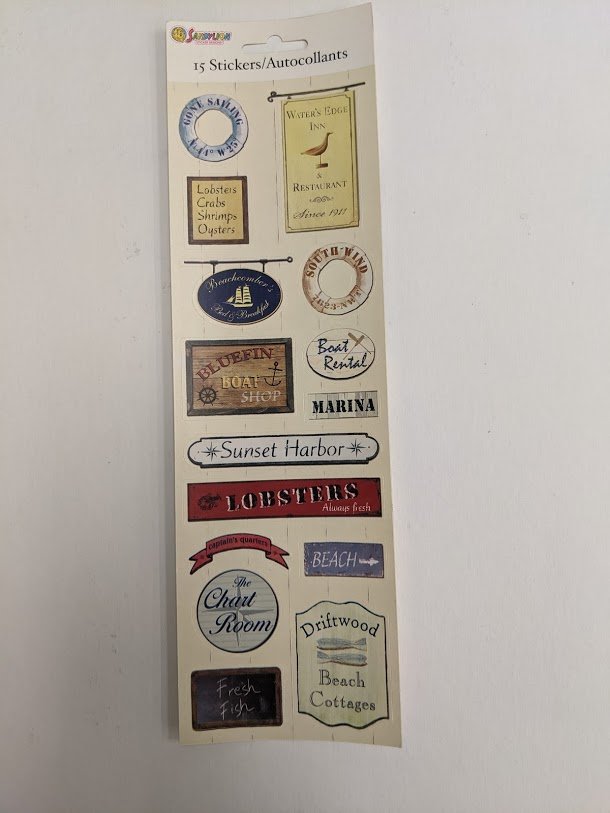 SANDYLION
15 Stickers/Autocollants
GONE SAILING
WATER'S EDGE
INN
&
RESTAURANT
Since 1911
Lobsters
Crabs
Shrimps
Oysters
SOUTH WIND
Beachcomber's
Bed & Breakfast
BLUEFIN
BOAT
SHOP
Boat
Rental
MARINA
Sunset Harbor
LOBSTERS
Always fresh
captain's quarters
BEACH
The
Chart
Room
Driftwood
Beach
Cottages
Fresh
Fish